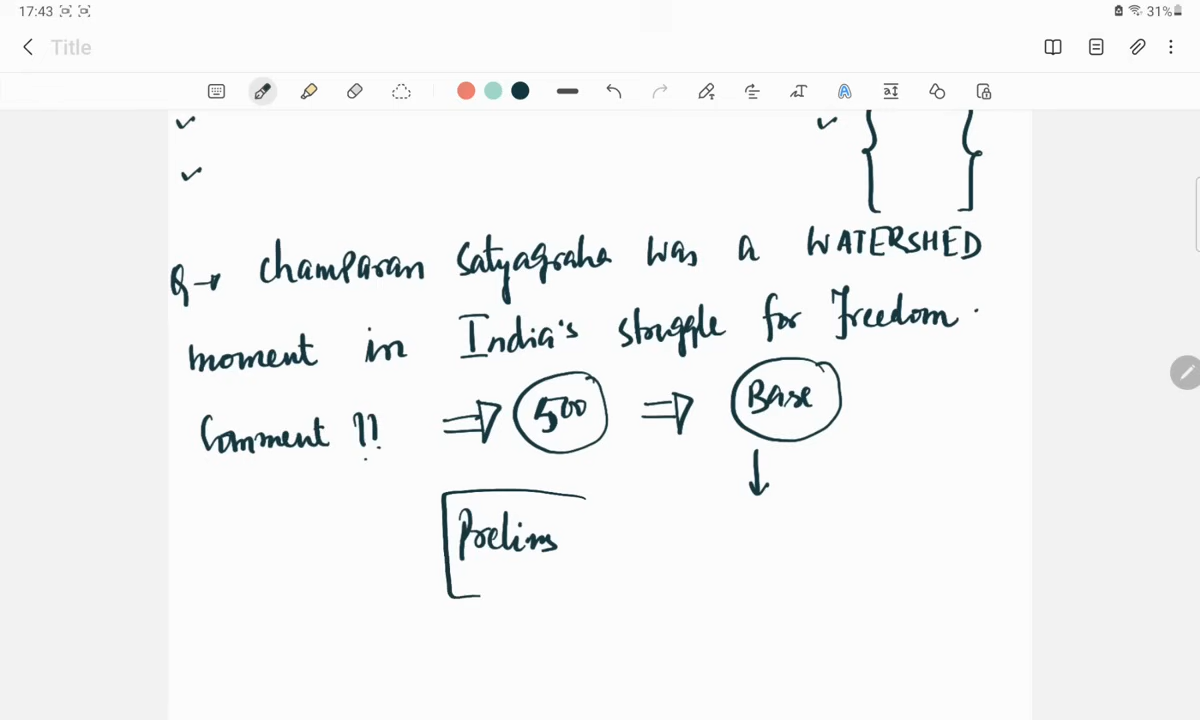 17:43 31%
Title
Q→ Champaran Satyagraha was a WATERSHED
moment in India's struggle for Freedom.
Comment !! ⇒ 500 ⇒ Base
↓
Prelims